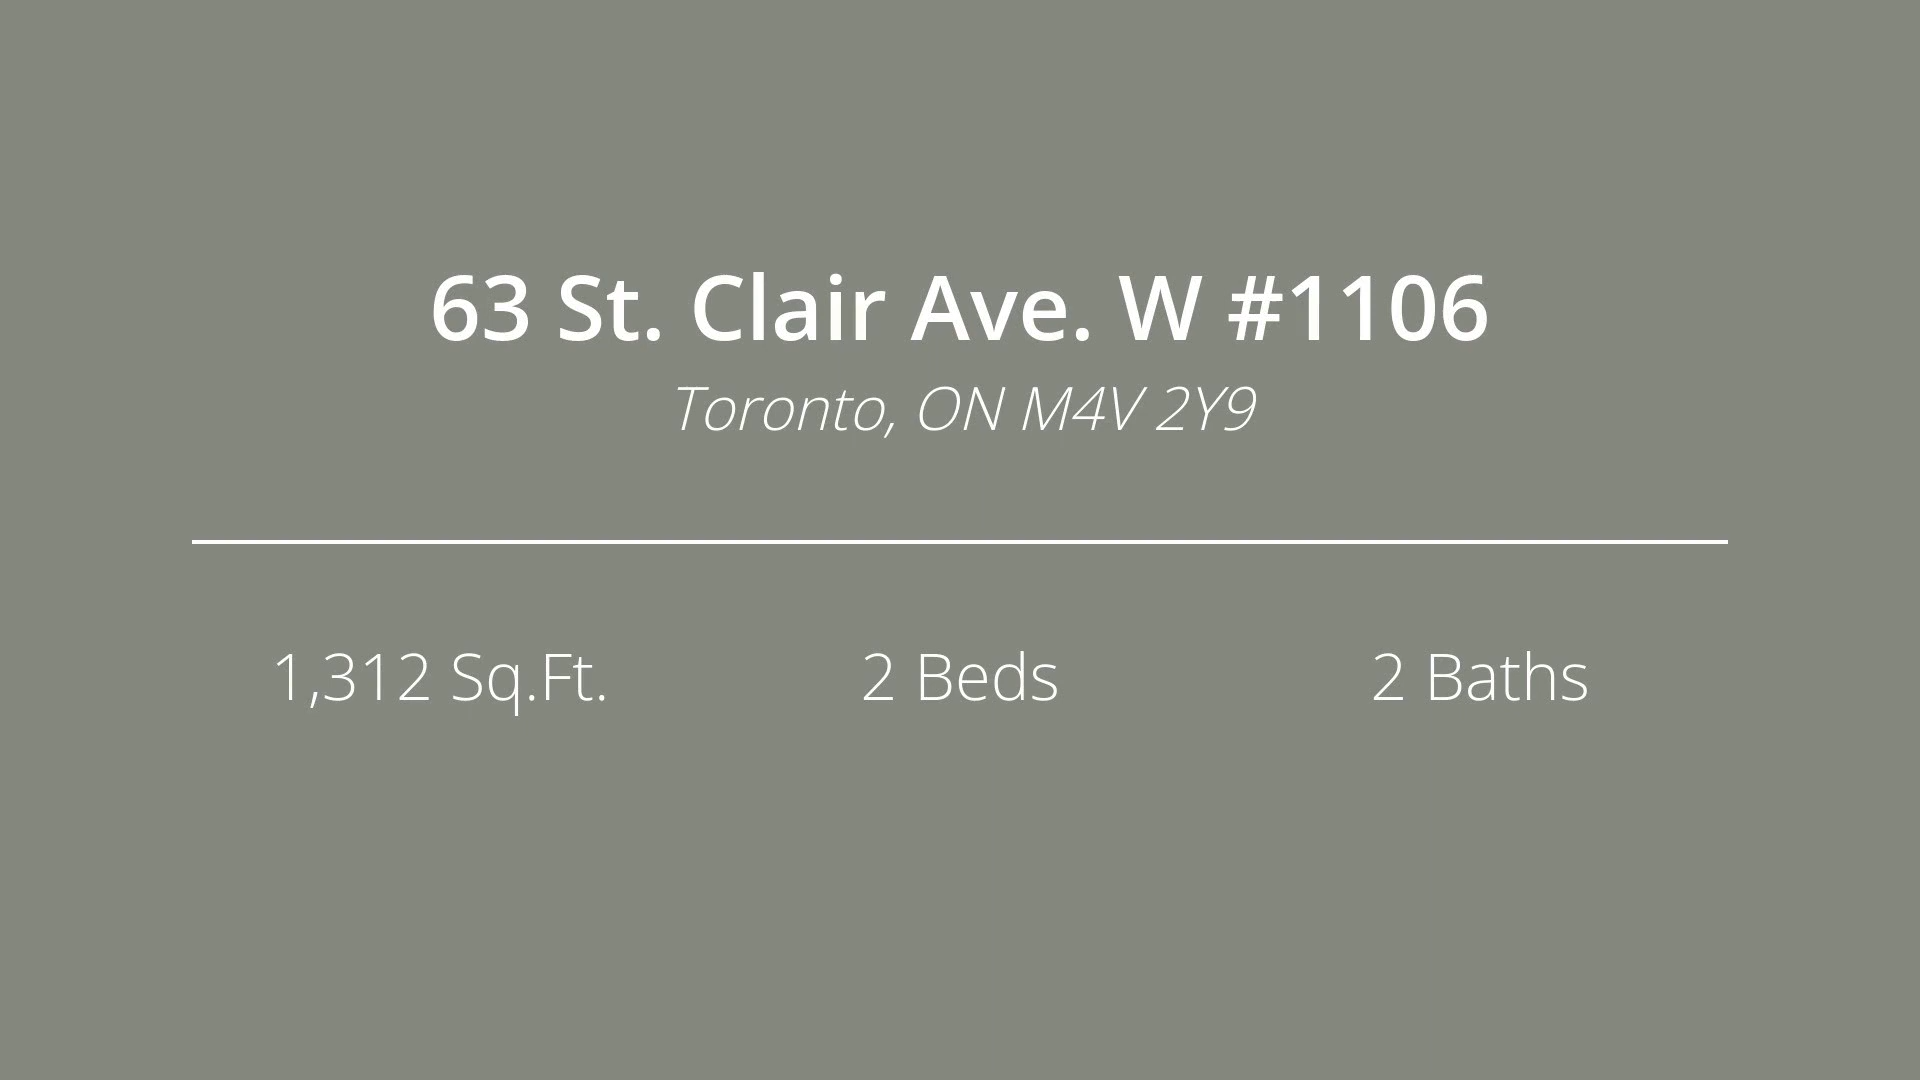 63 St. Clair Ave. W #1106
Toronto, ON M4V 2Y9
1,312 Sq.Ft. 2 Beds 2 Baths